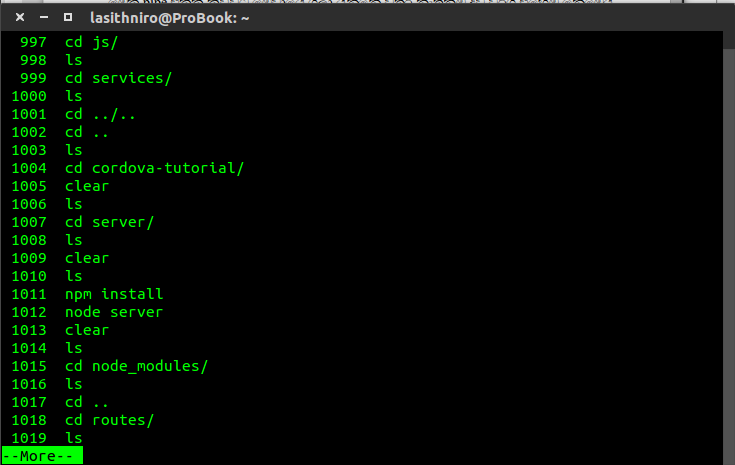 lasithniro@ProBook: ~
997 cd js/
998 ls
999 cd services/
1000 ls
1001 cd ../..
1002 cd ..
1003 ls
1004 cd cordova-tutorial/
1005 clear
1006 ls
1007 cd server/
1008 ls
1009 clear
1010 ls
1011 npm install
1012 node server
1013 clear
1014 ls
1015 cd node_modules/
1016 ls
1017 cd ..
1018 cd routes/
1019 ls
--More--